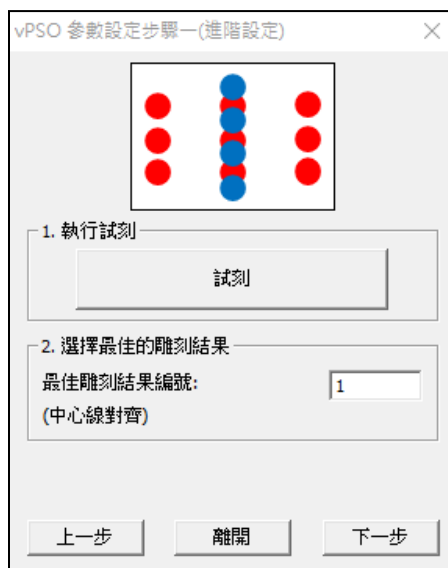 vPSO 參數設定步驟一(進階設定)
1. 執行試刻
試刻
2. 選擇最佳的雕刻結果
最佳雕刻結果編號:
1
(中心線對齊)
上一步
離開
下一步